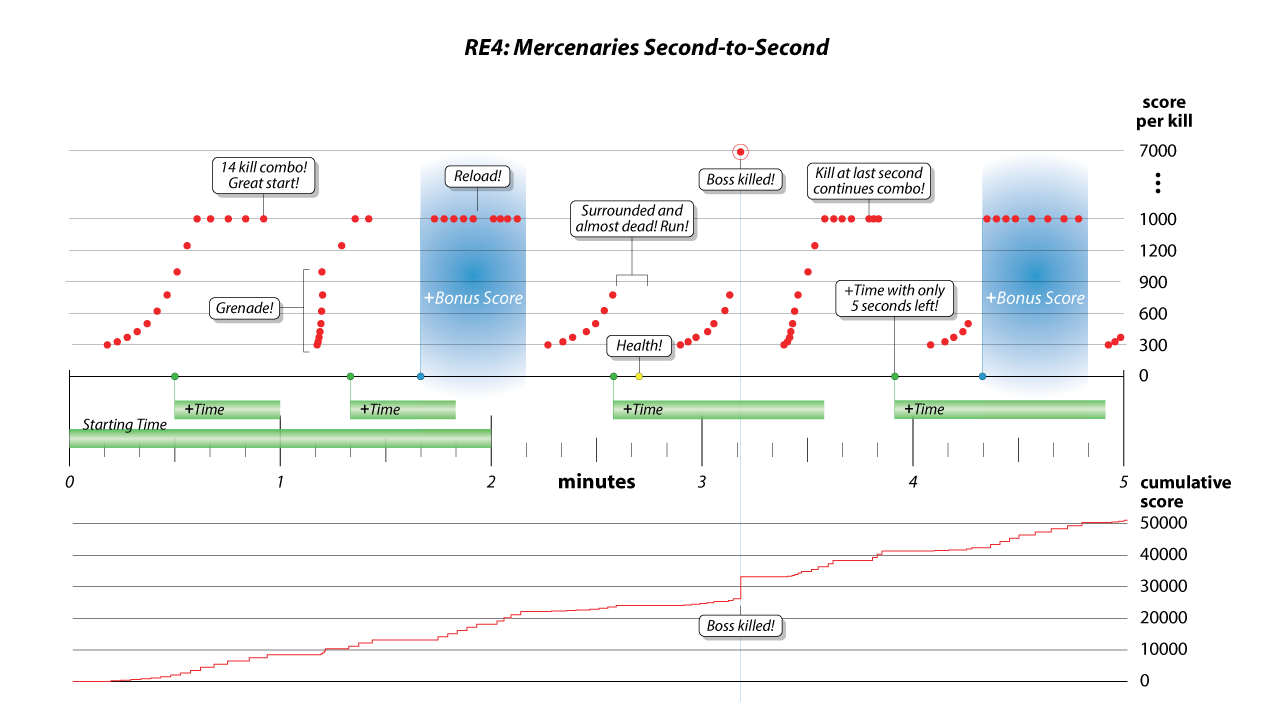 RE4: Mercenaries Second-to-Second
score
per kill
7000
14 kill combo!
Great start!
Reload!
Boss killed!
Kill at last second
continues combo!
Surrounded and
almost dead! Run!
1000
1200
900
+Time with only
5 seconds left!
+Bonus Score
+Bonus Score
Grenade!
600
Health!
300
0
+Time
+Time
+Time
+Time
Starting Time
0
1
2
minutes
3
4
5
cumulative
score
50000
40000
30000
20000
Boss killed!
10000
0